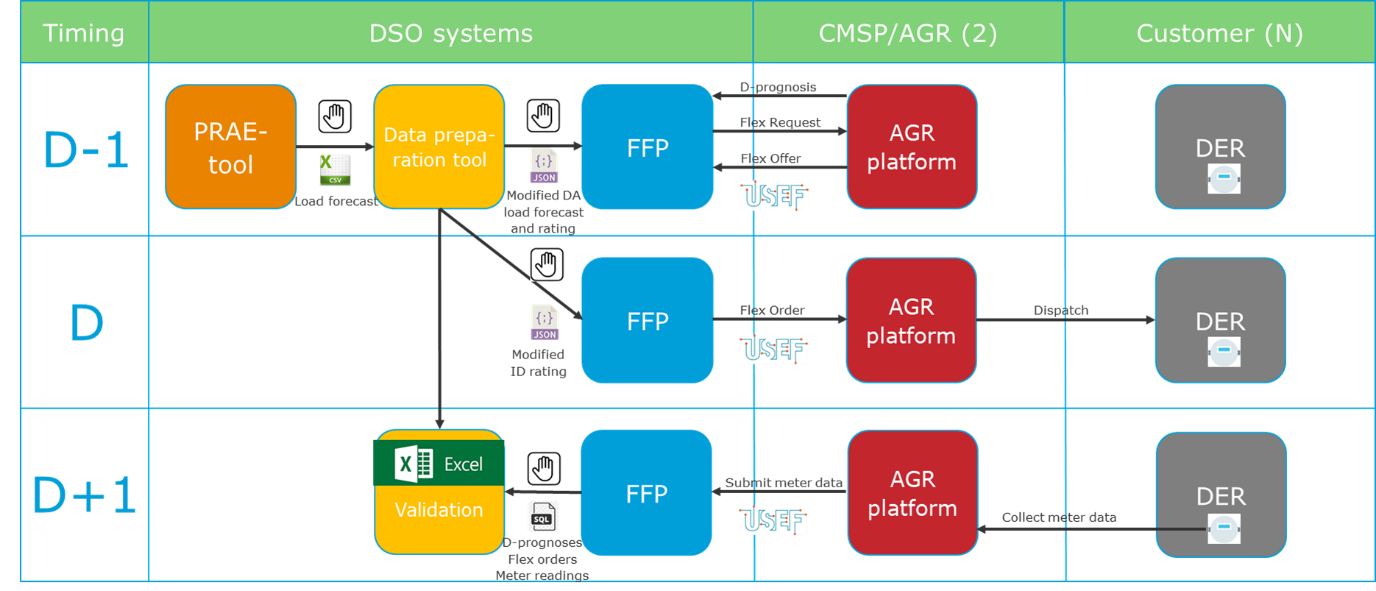 Timing
DSO systems
CMSP/AGR (2)
Customer (N)
D-1
PRAE-
tool
X
CSV
Load forecast
Data prepa-
ration tool
{;}
JSON
Modified DA
load forecast
and rating
FFP
D-prognosis
Flex Request
Flex Offer
USEF
AGR
platform
DER
D
{;}
JSON
Modified
ID rating
FFP
Flex Order
USEF
AGR
platform
Dispatch
DER
D+1
X
Excel
Validation
SQL
D-prognoses
Flex orders
Meter readings
FFP
Submit meter data
USEF
AGR
platform
Collect meter data
DER